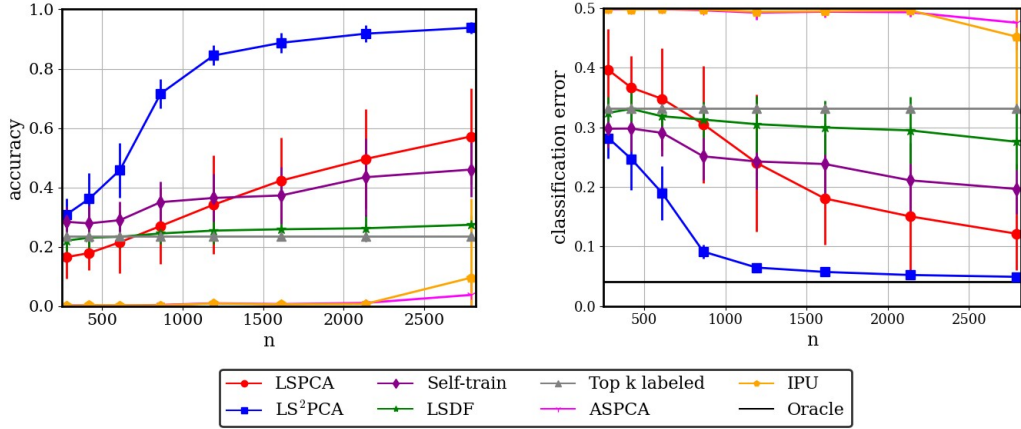 1.0
0.8
0.6
0.4
0.2
0.0
accuracy
500
1000
1500
2000
2500
n
0.5
0.4
0.3
0.2
0.1
0.0
classification error
500
1000
1500
2000
2500
n
LSPCA
Self-train
Top k labeled
IPU
LS²PCA
LSDF
ASPCA
Oracle